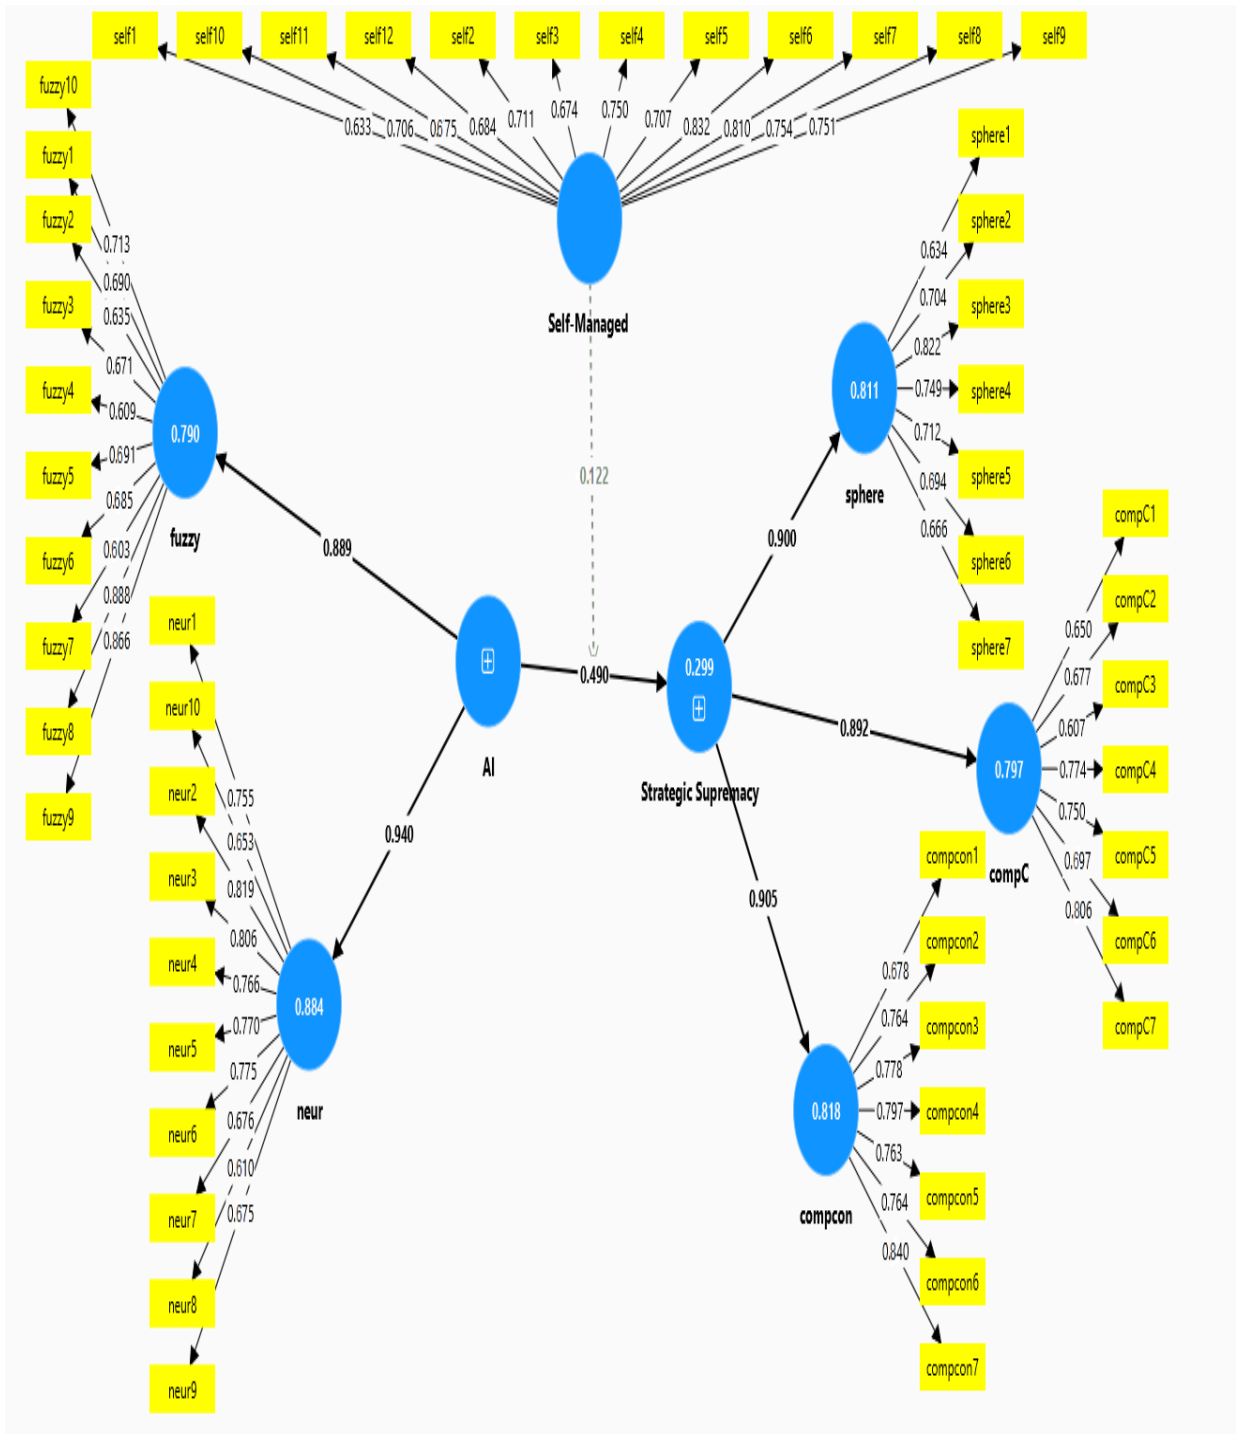 self1
self10
self11
self12
self2
self3
self4
self5
self6
self7
self8
self9
0.633
0.706
0.675
0.684
0.711
0.674
0.750
0.707
0.832
0.810
0.754
0.751
Self-Managed
0.122
fuzzy10
fuzzy1
fuzzy2
fuzzy3
fuzzy4
fuzzy5
fuzzy6
fuzzy7
fuzzy8
fuzzy9
0.713
0.690
0.635
0.671
0.609
0.691
0.685
0.603
0.888
0.866
0.790
fuzzy
0.889
AI
0.490
0.940
neur1
neur10
neur2
neur3
neur4
neur5
neur6
neur7
neur8
neur9
0.755
0.653
0.819
0.806
0.766
0.770
0.775
0.676
0.610
0.675
0.884
neur
0.299
Strategic Supremacy
0.900
0.892
0.905
0.811
sphere
0.634
0.704
0.822
0.749
0.712
0.694
0.666
sphere1
sphere2
sphere3
sphere4
sphere5
sphere6
sphere7
0.797
compC
0.650
0.677
0.607
0.774
0.750
0.697
0.806
compC1
compC2
compC3
compC4
compC5
compC6
compC7
0.818
compcon
0.678
0.764
0.778
0.797
0.763
0.764
0.840
compcon1
compcon2
compcon3
compcon4
compcon5
compcon6
compcon7